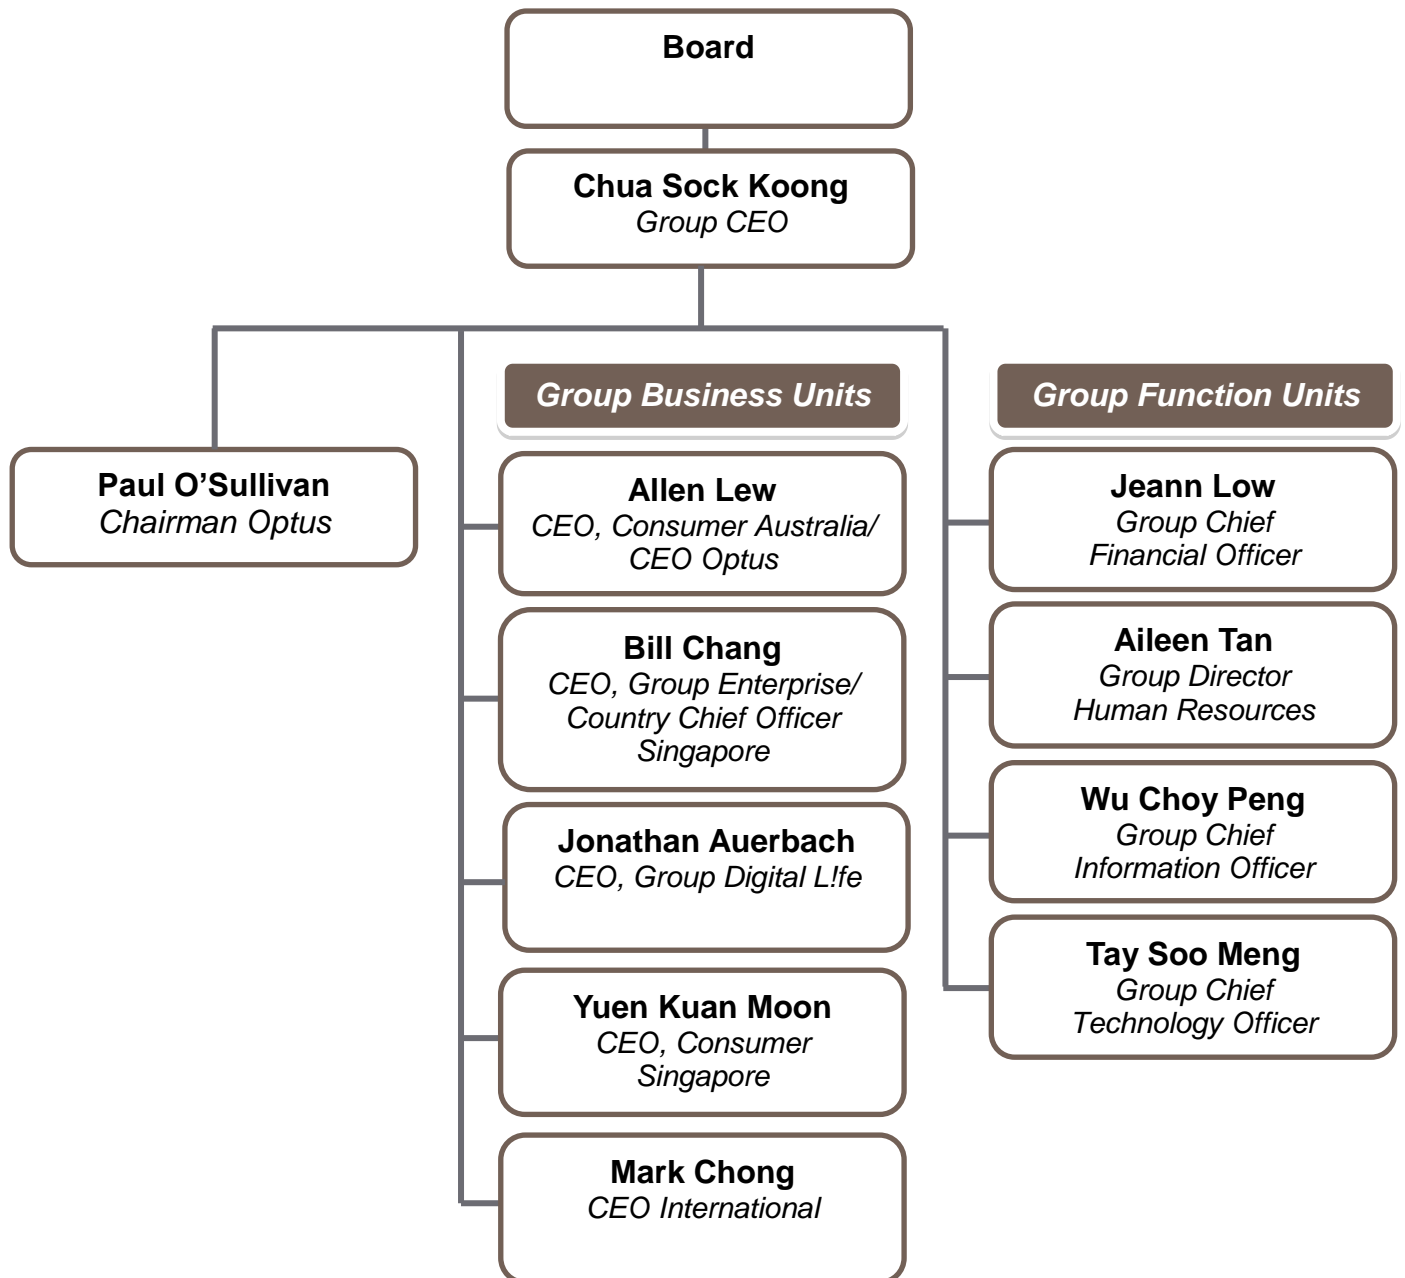 Board
Chua Sock Koong
Group CEO
Paul O’Sullivan
Chairman Optus
Group Business Units
Allen Lew
CEO, Consumer Australia/
CEO Optus
Bill Chang
CEO, Group Enterprise/
Country Chief Officer
Singapore
Jonathan Auerbach
CEO, Group Digital L!fe
Yuen Kuan Moon
CEO, Consumer
Singapore
Mark Chong
CEO International
Group Function Units
Jeann Low
Group Chief
Financial Officer
Aileen Tan
Group Director
Human Resources
Wu Choy Peng
Group Chief
Information Officer
Tay Soo Meng
Group Chief
Technology Officer